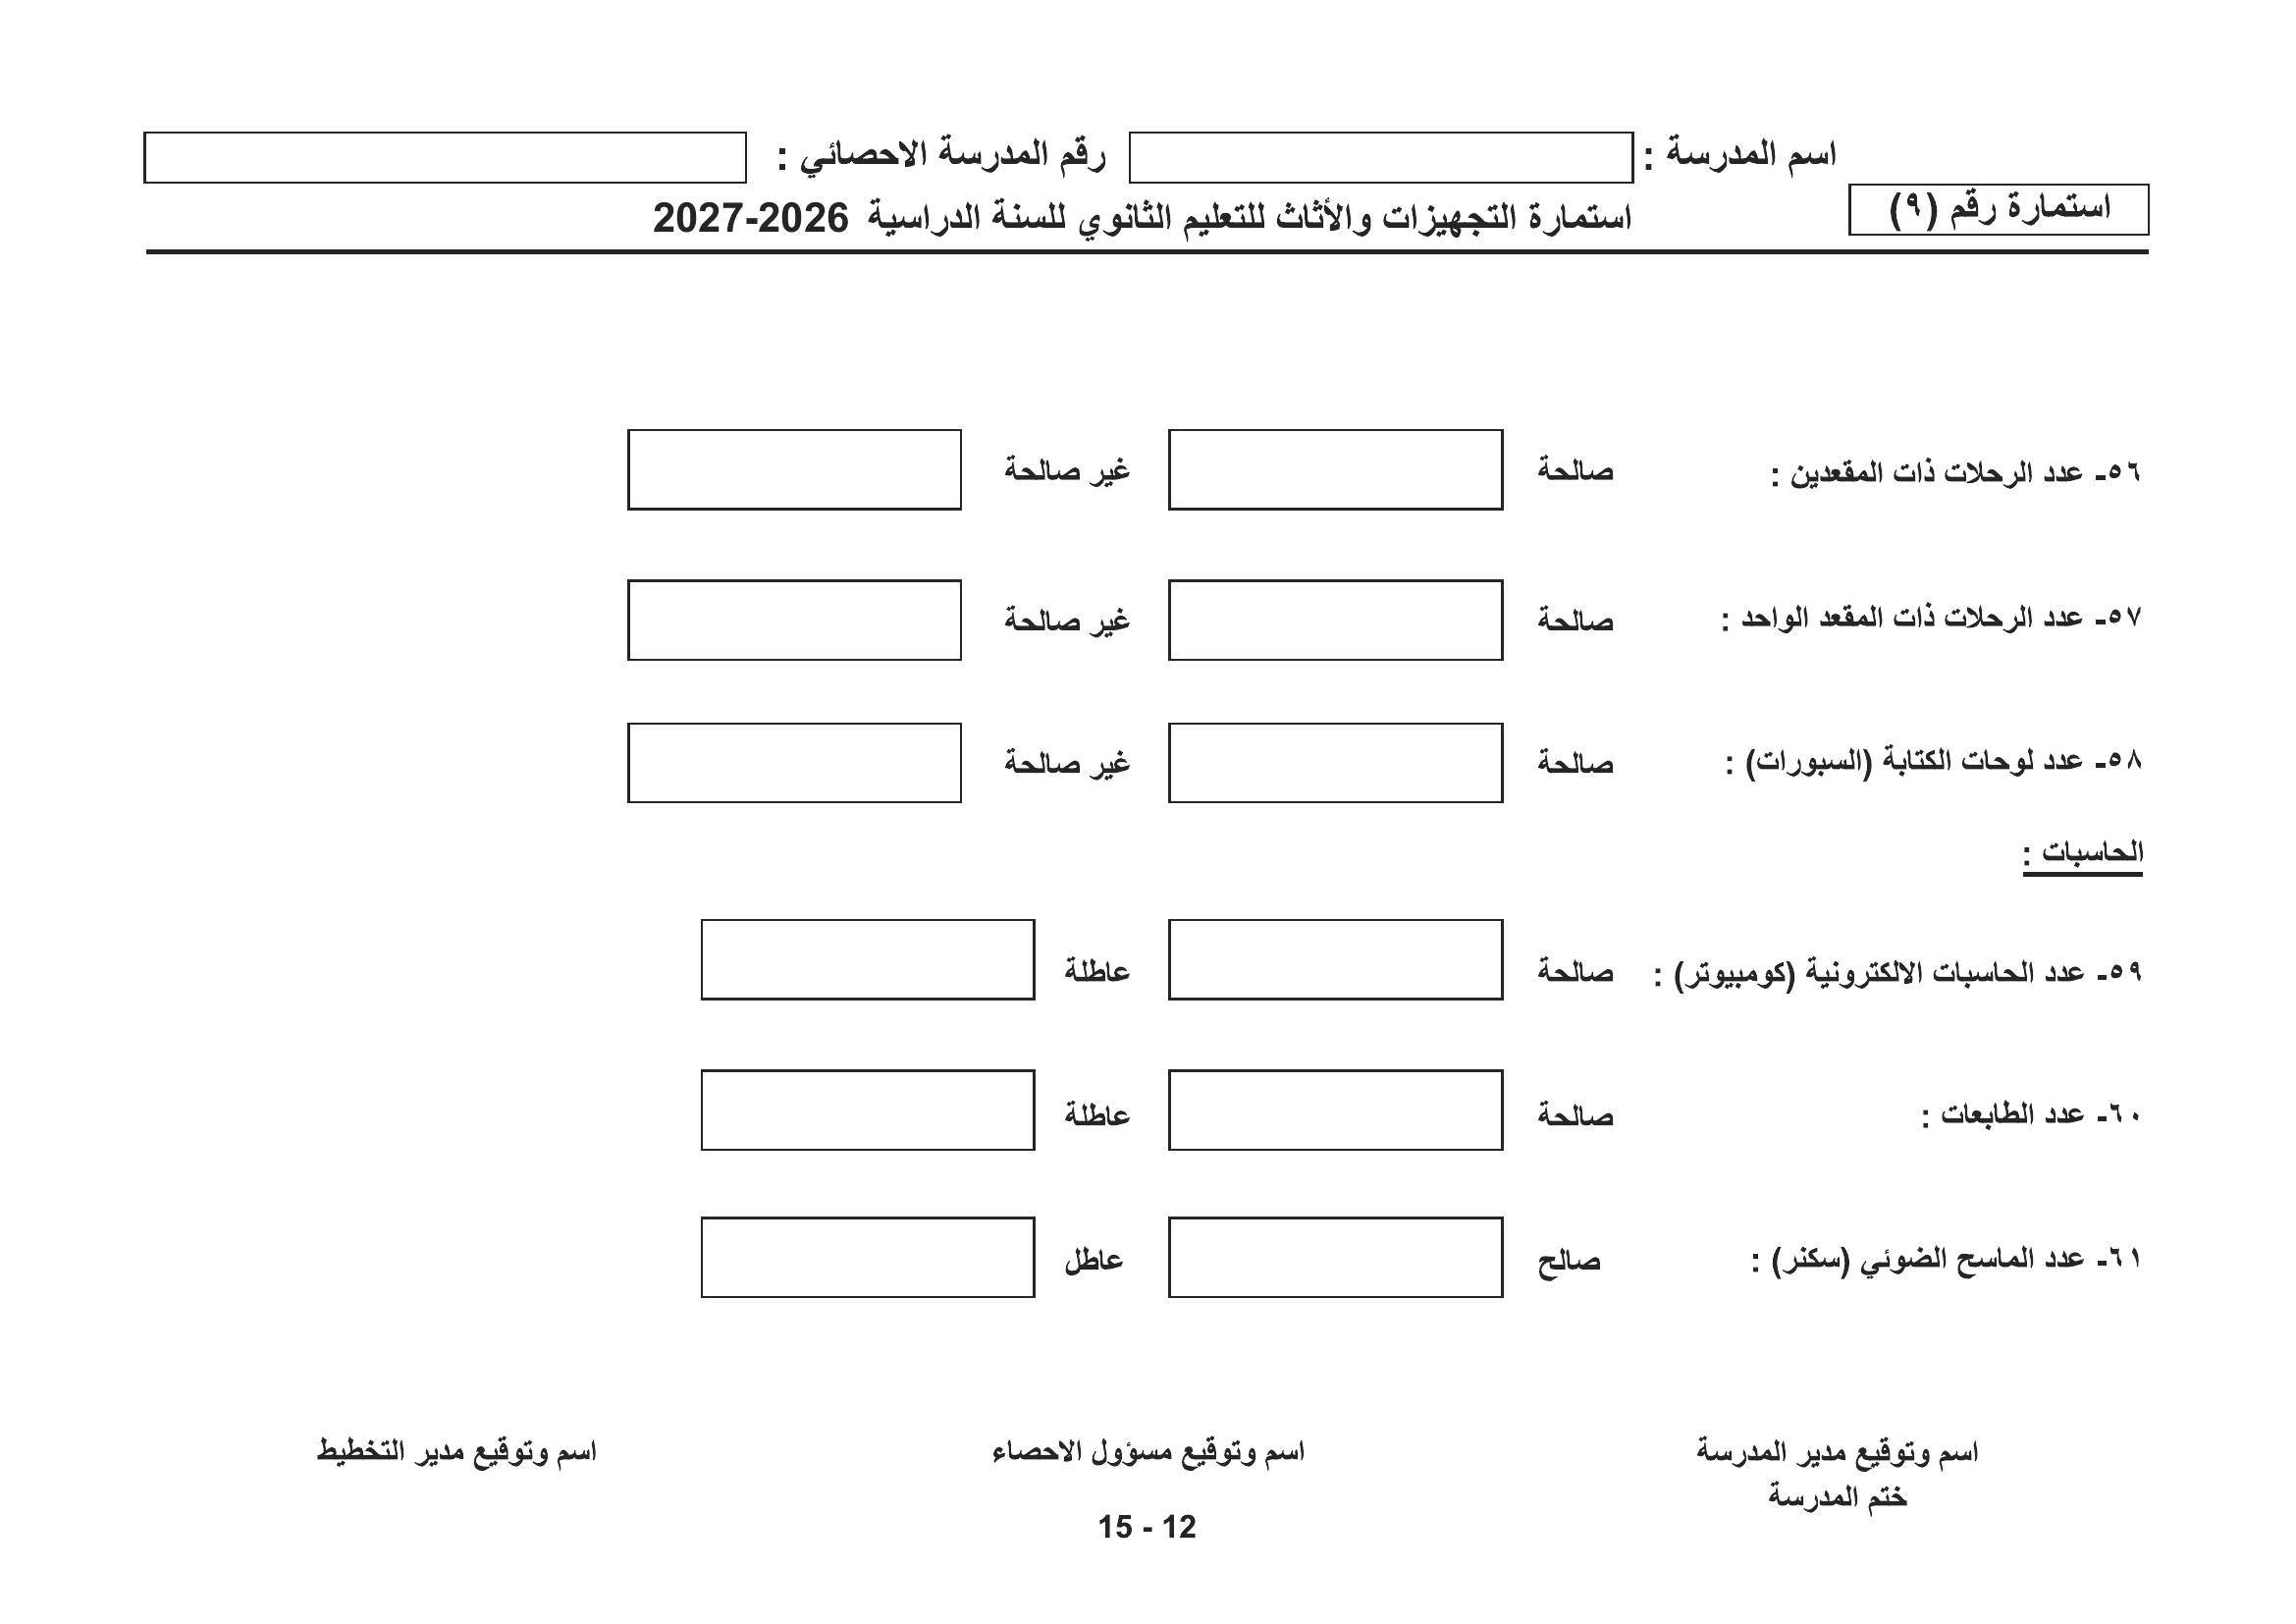 اسم المدرسة : رقم المدرسة الاحصائي :
استمارة رقم (٩)
استمارة التجهيزات والأثاث للتعليم الثانوي للسنة الدراسية 2026-2027
٥٦- عدد الرحلات ذات المقعدين : صالحة غير صالحة
٥٧- عدد الرحلات ذات المقعد الواحد : صالحة غير صالحة
٥٨- عدد لوحات الكتابة (السبورات) : صالحة غير صالحة
الحاسبات :
٥٩- عدد الحاسبات الالكترونية (كومبيوتر) : صالحة عاطلة
٦٠- عدد الطابعات : صالحة عاطلة
٦١- عدد الماسح الضوئي (سكنر) : صالح عاطل
اسم وتوقيع مدير المدرسة اسم وتوقيع مسؤول الاحصاء اسم وتوقيع مدير التخطيط
ختم المدرسة
15 - 12